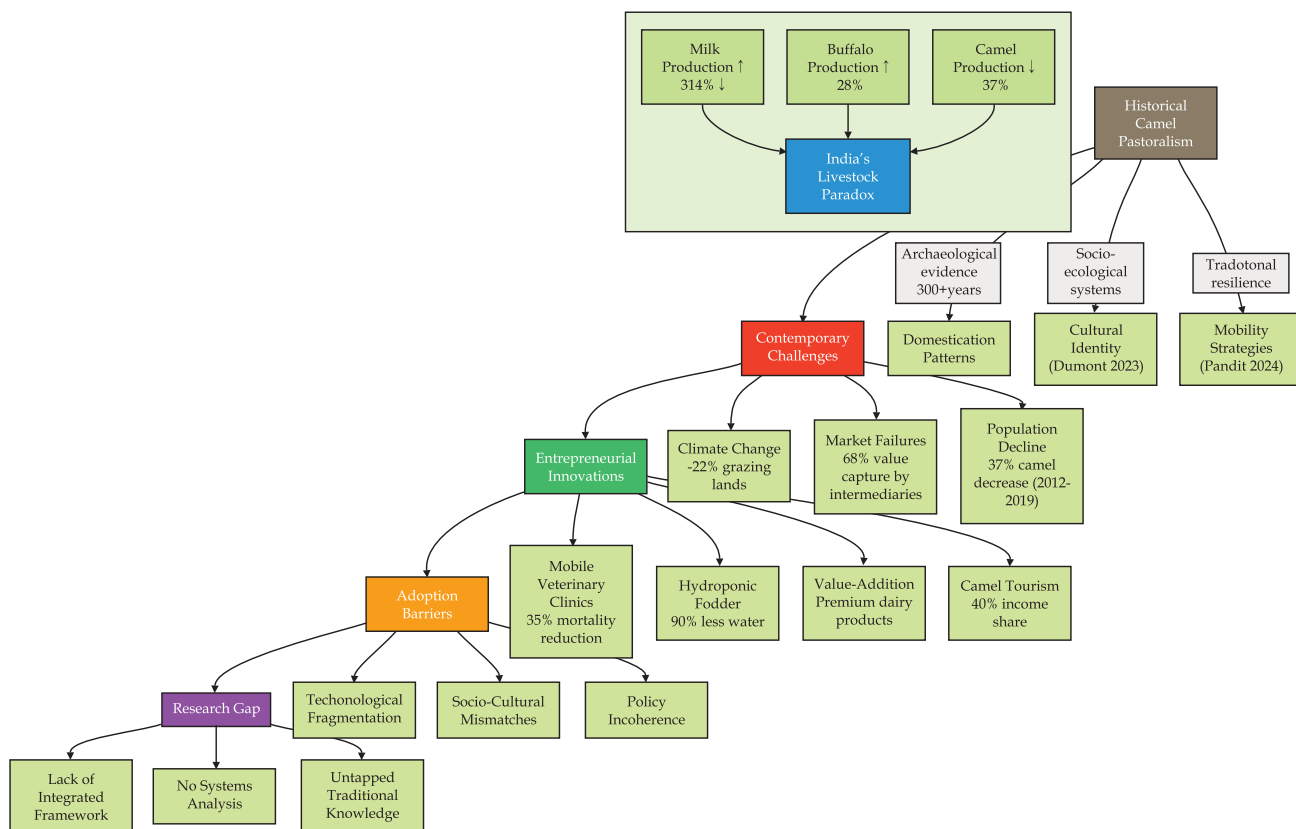 Milk
Production ↑
314% ↓
Buffalo
Production ↑
28%
Camel
Production ↓
37%
India's
Livestock
Paradox
Historical
Camel
Pastoralism
Archaeological
evidence
300+years
Socio-
ecological
systems
Tradotonal
resilience
Contemporary
Challenges
Domestication
Patterns
Cultural
Identity
(Dumont 2023)
Mobility
Strategies
(Pandit 2024)
Entrepreneurial
Innovations
Climate Change
-22% grazing
lands
Market Failures
68% value
capture by
intermediaries
Population
Decline
37% camel
decrease (2012-
2019)
Adoption
Barriers
Mobile
Veterinary
Clinics
35% mortality
reduction
Hydroponic
Fodder
90% less water
Value-Addition
Premium dairy
products
Camel Tourism
40% income
share
Research Gap
Techonological
Fragmentation
Socio-Cultural
Mismatches
Policy
Incoherence
Lack of
Integrated
Framework
No Systems
Analysis
Untapped
Traditional
Knowledge